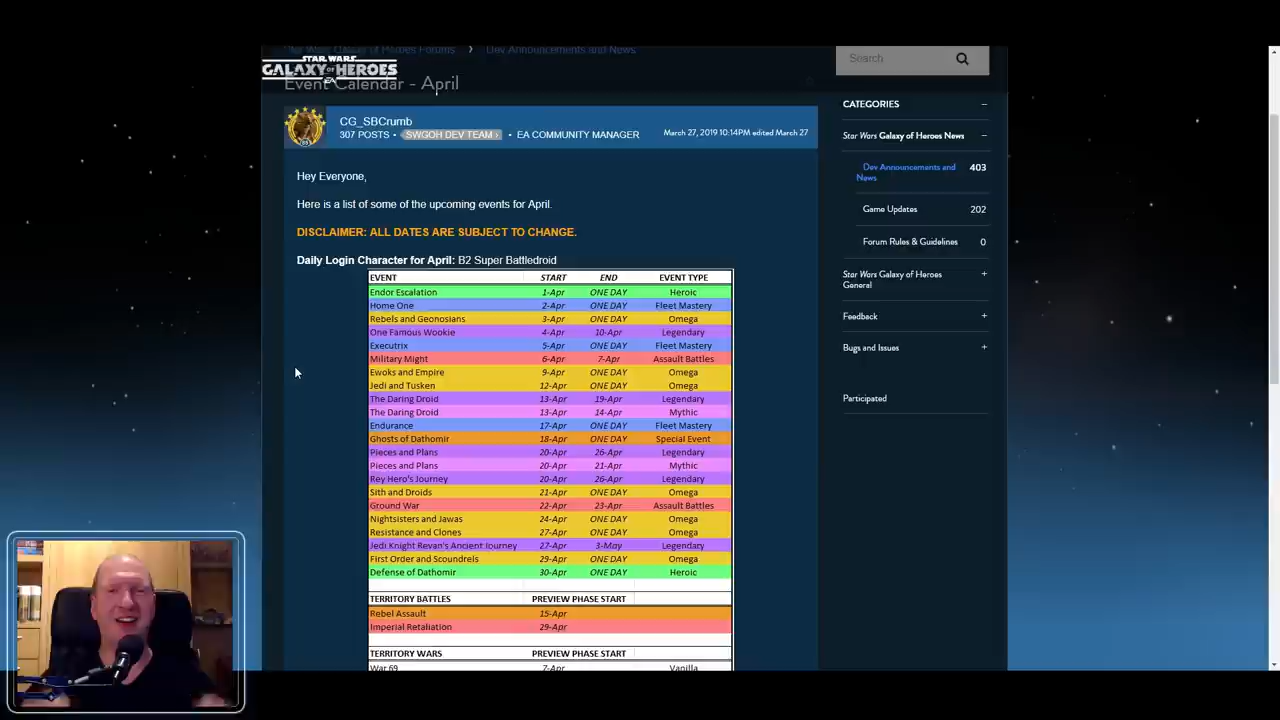 Star Wars Galaxy of Heroes Forums › Dev Announcements and News
STAR WARS
GALAXY OF HEROES
EA
Event Calendar - April
Search
CG_SBCrumb
307 POSTS • SWGOH DEV TEAM › • EA COMMUNITY MANAGER
March 27, 2019 10:14PM edited March 27
Hey Everyone,
Here is a list of some of the upcoming events for April.
DISCLAIMER: ALL DATES ARE SUBJECT TO CHANGE.
Daily Login Character for April: B2 Super Battledroid
EVENT START END EVENT TYPE
Endor Escalation 1-Apr ONE DAY Heroic
Home One 2-Apr ONE DAY Fleet Mastery
Rebels and Geonosians 3-Apr ONE DAY Omega
One Famous Wookie 4-Apr 10-Apr Legendary
Executrix 5-Apr ONE DAY Fleet Mastery
Military Might 6-Apr 7-Apr Assault Battles
Ewoks and Empire 9-Apr ONE DAY Omega
Jedi and Tusken 12-Apr ONE DAY Omega
The Daring Droid 13-Apr 19-Apr Legendary
The Daring Droid 13-Apr 14-Apr Mythic
Endurance 17-Apr ONE DAY Fleet Mastery
Ghosts of Dathomir 18-Apr ONE DAY Special Event
Pieces and Plans 20-Apr 26-Apr Legendary
Pieces and Plans 20-Apr 21-Apr Mythic
Rey Hero's Journey 20-Apr 26-Apr Legendary
Sith and Droids 21-Apr ONE DAY Omega
Ground War 22-Apr 23-Apr Assault Battles
Nightsisters and Jawas 24-Apr ONE DAY Omega
Resistance and Clones 27-Apr ONE DAY Omega
Jedi Knight Revan's Ancient Journey 27-Apr 3-May Legendary
First Order and Scoundrels 29-Apr ONE DAY Omega
Defense of Dathomir 30-Apr ONE DAY Heroic
TERRITORY BATTLES PREVIEW PHASE START
Rebel Assault 15-Apr
Imperial Retaliation 29-Apr
TERRITORY WARS PREVIEW PHASE START
War 69 7-Apr Vanilla
CATEGORIES
Star Wars Galaxy of Heroes News
Dev Announcements and 403
News
Game Updates 202
Forum Rules & Guidelines 0
Star Wars Galaxy of Heroes
General
Feedback
Bugs and Issues
Participated